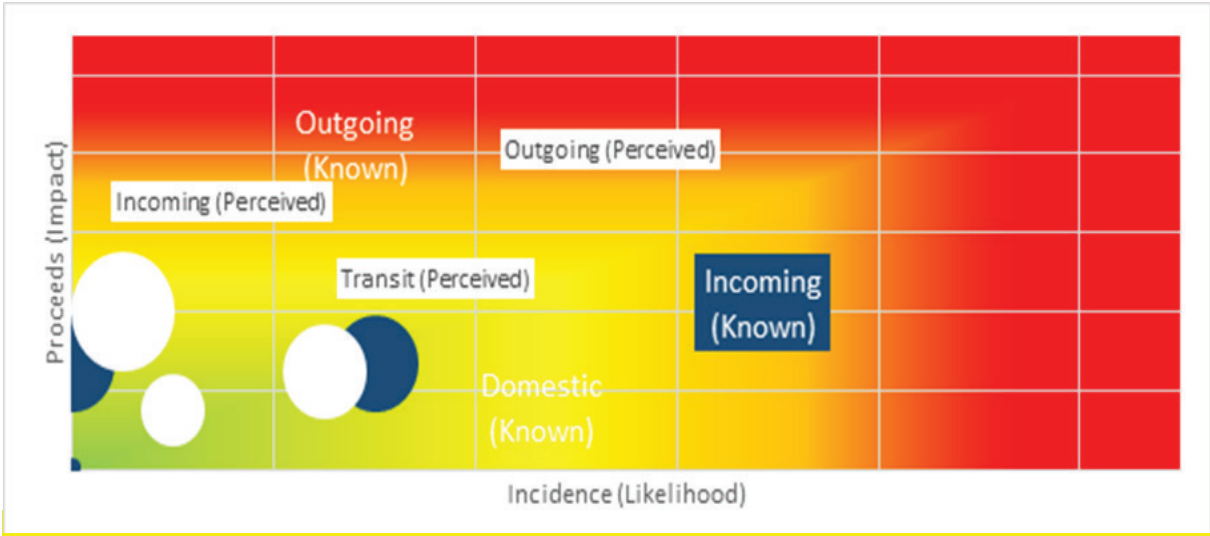 Outgoing
(Known)
Outgoing (Perceived)
Incoming (Perceived)
Transit (Perceived)
Incoming
(Known)
Domestic
(Known)
Proceeds (Impact)
Incidence (Likelihood)